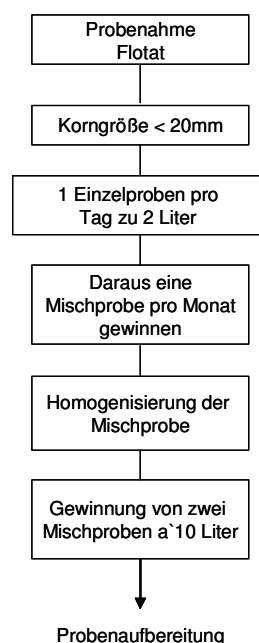 Probenahme
Flotat
Korngröße < 20mm
1 Einzelproben pro
Tag zu 2 Liter
Daraus eine
Mischprobe pro Monat
gewinnen
Homogenisierung der
Mischprobe
Gewinnung von zwei
Mischproben a`10 Liter
Probenaufbereitung